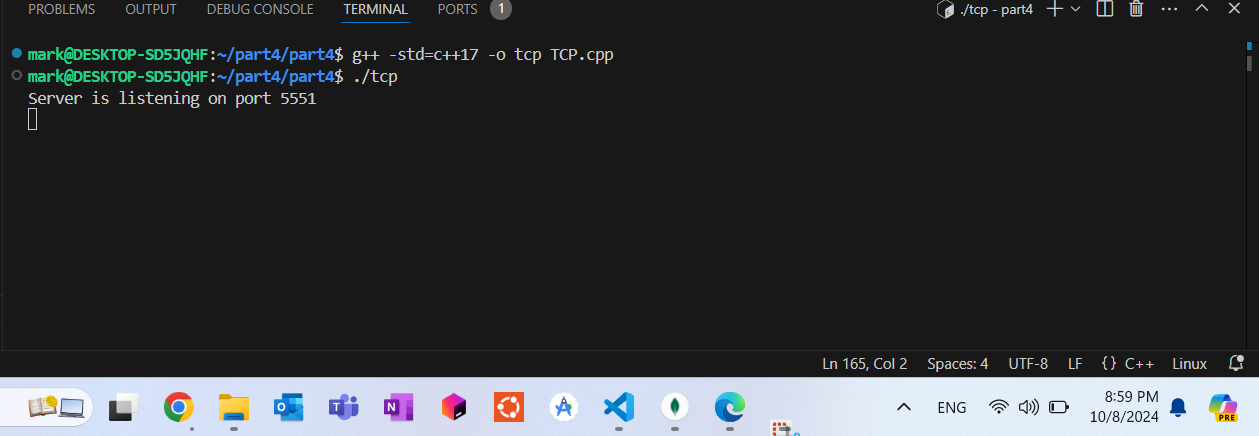 PROBLEMS OUTPUT DEBUG CONSOLE TERMINAL PORTS 1 ./tcp - part4
mark@DESKTOP-SD5JQHF:~/part4/part4$ g++ -std=c++17 -o tcp TCP.cpp
mark@DESKTOP-SD5JQHF:~/part4/part4$ ./tcp
Server is listening on port 5551
Ln 165, Col 2 Spaces: 4 UTF-8 LF {} C++ Linux
ENG 8:59 PM
10/8/2024
PRE